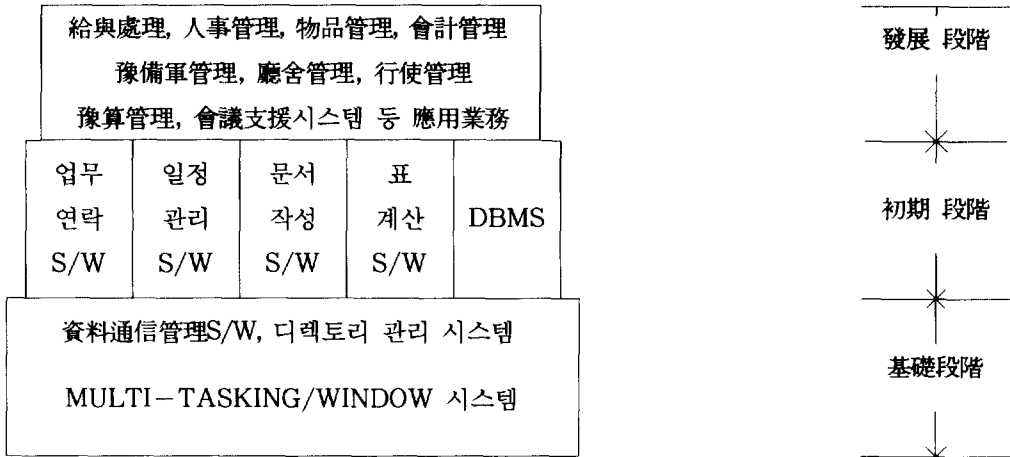 給與處理, 人事管理, 物品管理, 會計管理
豫備軍管理, 廳舍管理, 行使管理
豫算管理, 會議支援시스템 등 應用業務
發展 段階
업무 일정 문서 표
연락 관리 작성 계산 DBMS
S/W S/W S/W S/W
初期 段階
資料通信管理S/W, 디렉토리 관리 시스템
MULTI-TASKING/WINDOW 시스템
基礎段階